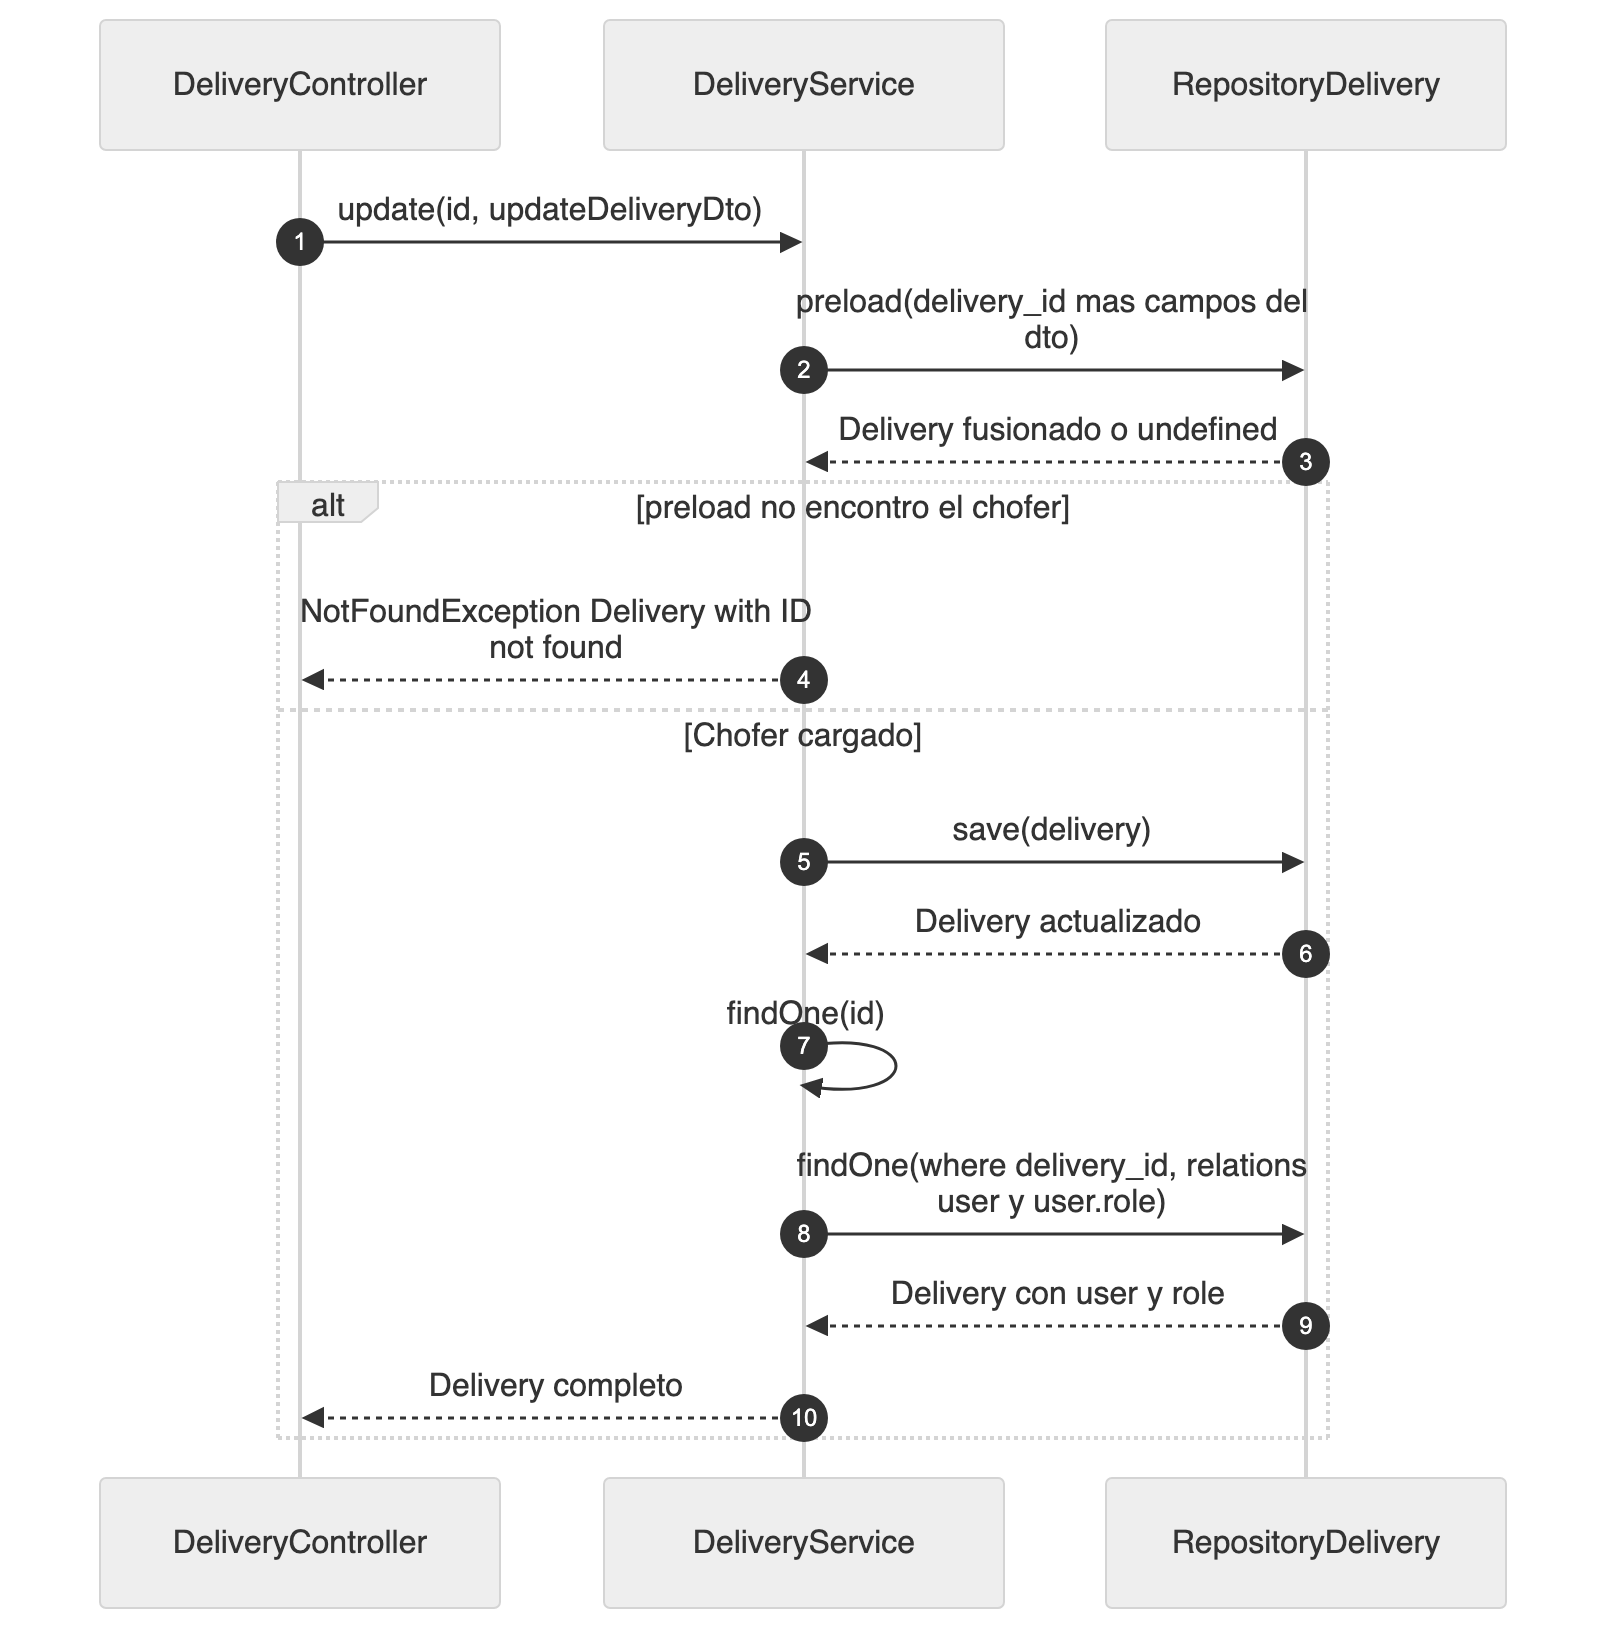 DeliveryController
DeliveryService
RepositoryDelivery
update(id, updateDeliveryDto)
1
preload(delivery_id mas campos del
dto)
2
Delivery fusionado o undefined
3
alt
[preload no encontro el chofer]
NotFoundException Delivery with ID
not found
4
[Chofer cargado]
save(delivery)
5
Delivery actualizado
6
findOne(id)
7
findOne(where delivery_id, relations
user y user.role)
8
Delivery con user y role
9
Delivery completo
10
DeliveryController
DeliveryService
RepositoryDelivery